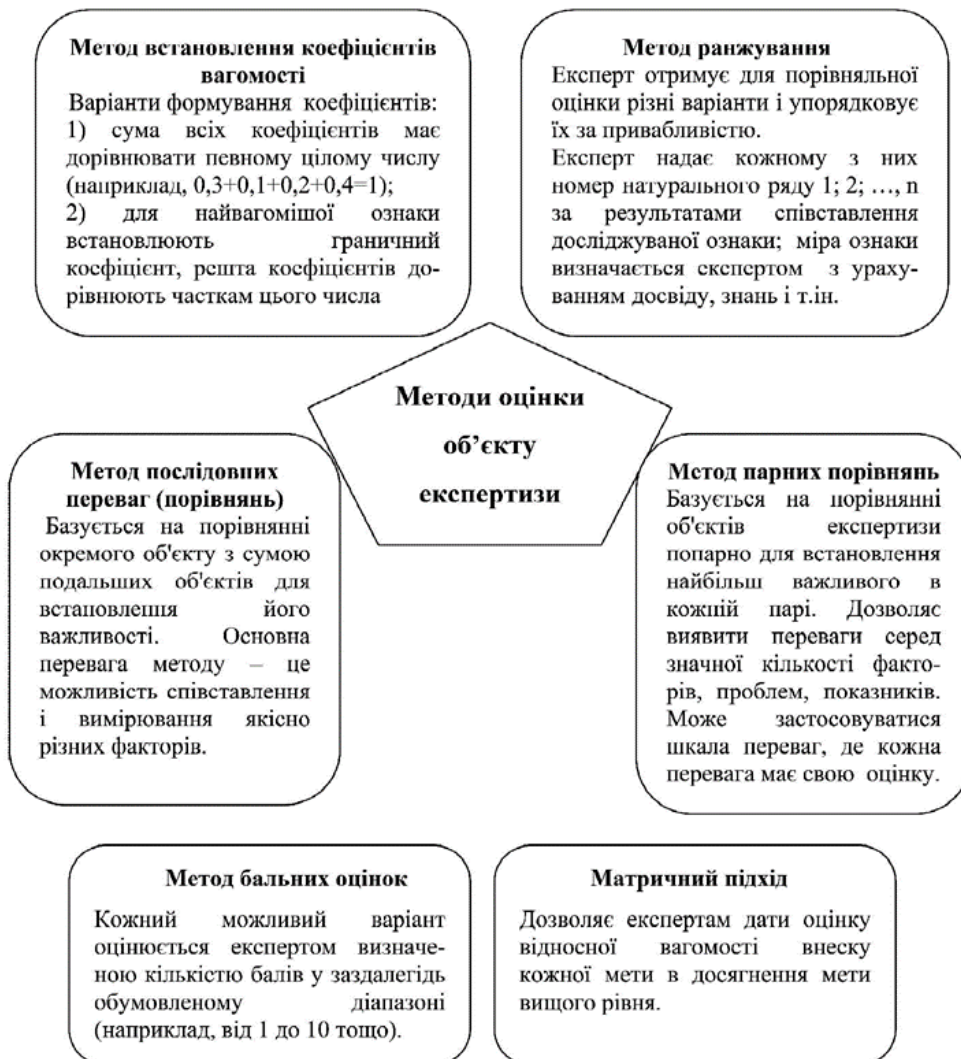 Метод встановлення коефіцієнтів
вагомості
Варіанти формування коефіцієнтів:
1) сума всіх коефіцієнтів має
дорівнювати певному цілому числу
(наприклад, 0,3+0,1+0,2+0,4=1);
2) для найвагомішої ознаки
встановлюють граничний
коефіцієнт, решта коефіцієнтів до-
рівнюють часткам цього числа
Метод ранжування
Експерт отримує для порівняльної
оцінки різні варіанти і упорядковує
їх за привабливістю.
Експерт надає кожному з них
номер натурального ряду 1; 2; …, n
за результатами співставлення
досліджуваної ознаки; міра ознаки
визначається експертом з ураху-
ванням досвіду, знань і т.ін.
Методи оцінки
об’єкту
експертизи
Метод послідовних
переваг (порівнянь)
Базується на порівнянні
окремого об'єкту з сумою
подальших об'єктів для
встановлення його
важливості. Основна
перевага методу – це
можливість співставлення
і вимірювання якісно
різних факторів.
Метод парних порівнянь
Базується на порівнянні
об'єктів експертизи
попарно для встановлення
найбільш важливого в
кожній парі. Дозволяє
виявити переваги серед
значної кількості факто-
рів, проблем, показників.
Може застосовуватися
шкала переваг, де кожна
перевага має свою оцінку.
Метод бальних оцінок
Кожний можливий варіант
оцінюється експертом визначе-
ною кількістю балів у заздалегідь
обумовленому діапазоні
(наприклад, від 1 до 10 тощо).
Матричний підхід
Дозволяє експертам дати оцінку
відносної вагомості внеску
кожної мети в досягнення мети
вищого рівня.